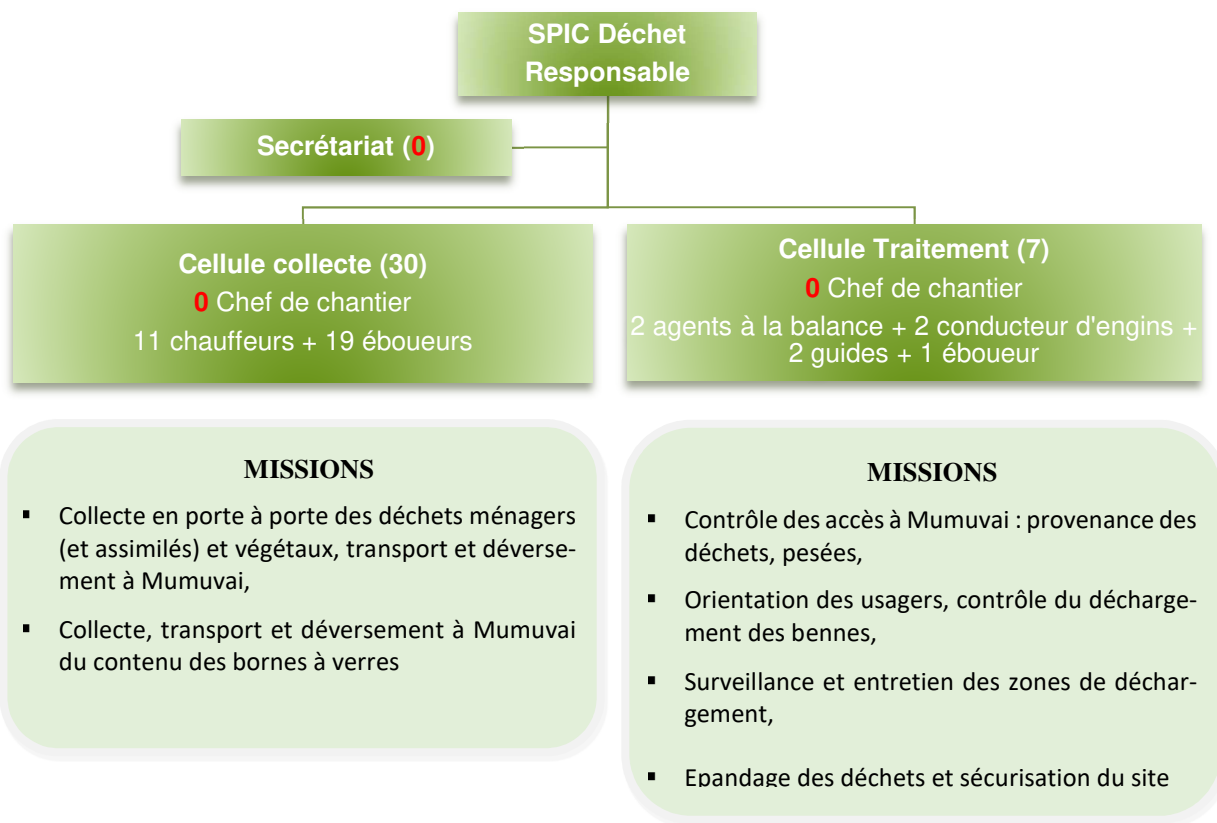 SPIC Déchet
Responsable
Secrétariat (0)
Cellule collecte (30)
0 Chef de chantier
11 chauffeurs + 19 éboueurs
Cellule Traitement (7)
0 Chef de chantier
2 agents à la balance + 2 conducteur d'engins +
2 guides + 1 éboueur
MISSIONS
▪ Collecte en porte à porte des déchets ménagers
(et assimilés) et végétaux, transport et déverse-
ment à Mumuvai,
▪ Collecte, transport et déversement à Mumuvai
du contenu des bornes à verres
MISSIONS
▪ Contrôle des accès à Mumuvai : provenance des
déchets, pesées,
▪ Orientation des usagers, contrôle du décharge-
ment des bennes,
▪ Surveillance et entretien des zones de déchar-
gement,
▪ Epandage des déchets et sécurisation du site